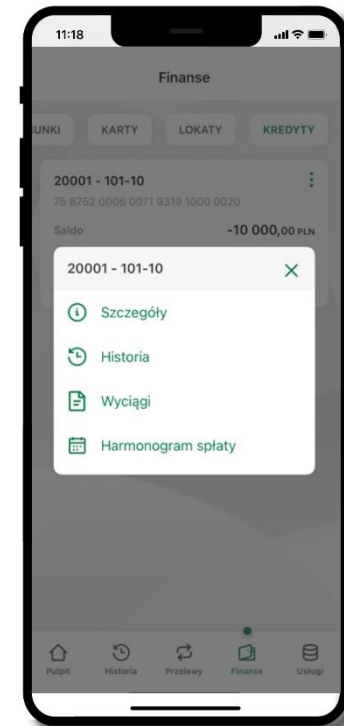 11:18
Finanse
UNKI KARTY LOKATY KREDYTY
20001 - 101-10
75 8752 0006 0071 9319 1000 0020
Saldo -10 000,00 PLN
20001 - 101-10
Szczegóły
Historia
Wyciągi
Harmonogram spłaty
Pulpit Historia Przelewy Finanse Usługi